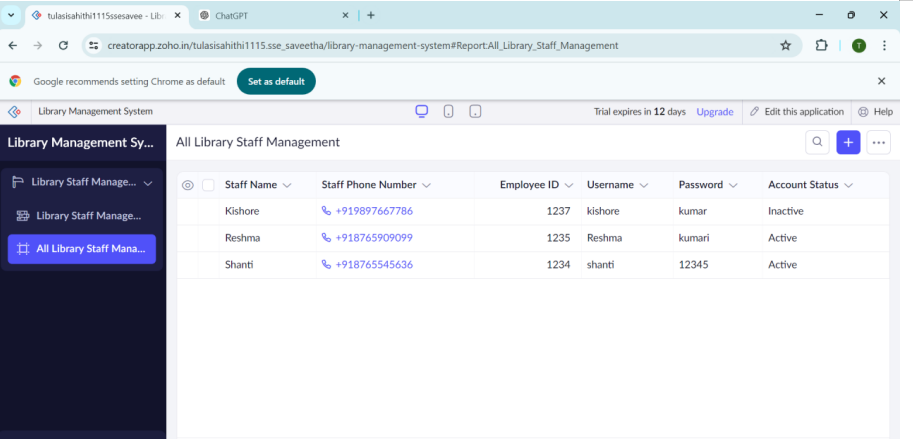 tulasisahithi1115ssesavee - Libr
ChatGPT
creatorapp.zoho.in/tulasisahithi1115.sse_saveetha/library-management-system#Report:All_Library_Staff_Management
T
Google recommends setting Chrome as default
Set as default
Library Management System
Trial expires in 12 days
Upgrade
Edit this application
Help
Library Management Sy...
All Library Staff Management
Library Staff Manage...
Library Staff Manage...
All Library Staff Mana...
Staff Name Staff Phone Number Employee ID Username Password Account Status
Kishore +919897667786 1237 kishore kumar Inactive
Reshma +918765909099 1235 Reshma kumari Active
Shanti +918765545636 1234 shanti 12345 Active